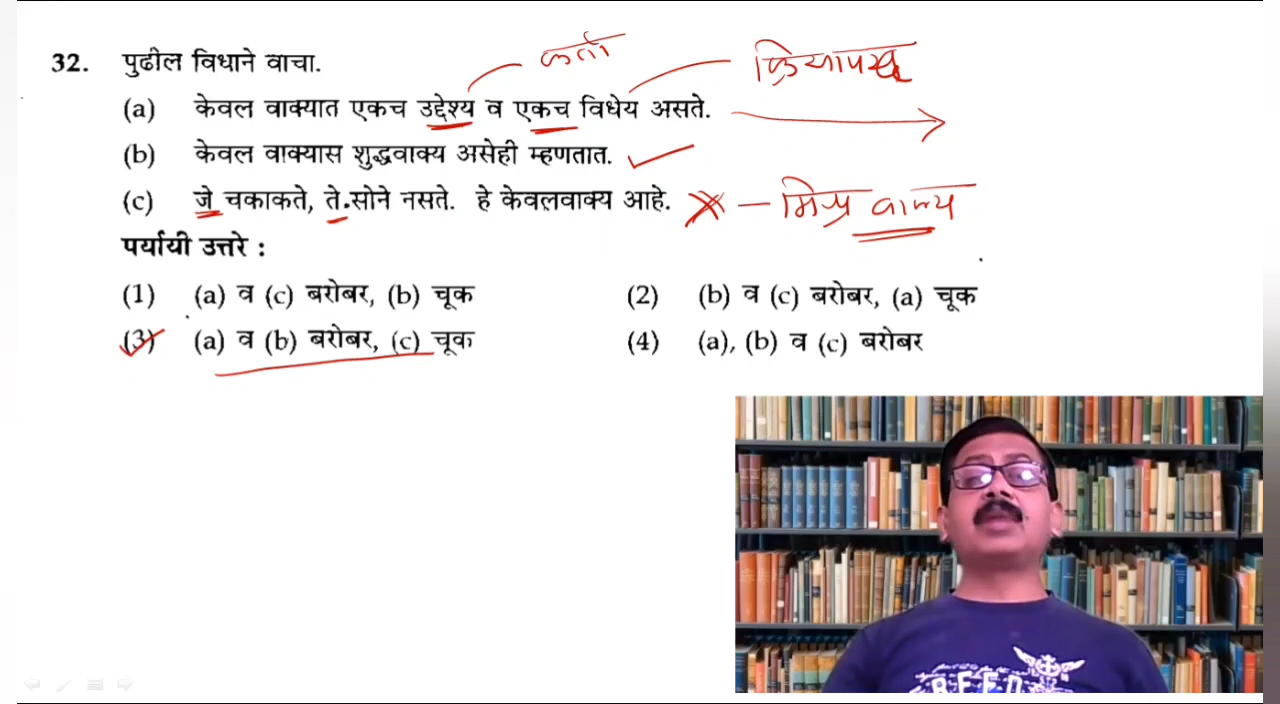 कर्ता
क्रियापद
32. पुढील विधाने वाचा.
(a) केवल वाक्यात एकच उद्देश्य व एकच विधेय असते.
(b) केवल वाक्यास शुद्धवाक्य असेही म्हणतात.
(c) जे चकाकते, ते सोने नसते. हे केवलवाक्य आहे. – मिश्र वाक्य
पर्यायी उत्तरे :
(1) (a) व (c) बरोबर, (b) चूक (2) (b) व (c) बरोबर, (a) चूक
(3) (a) व (b) बरोबर, (c) चूक (4) (a), (b) व (c) बरोबर